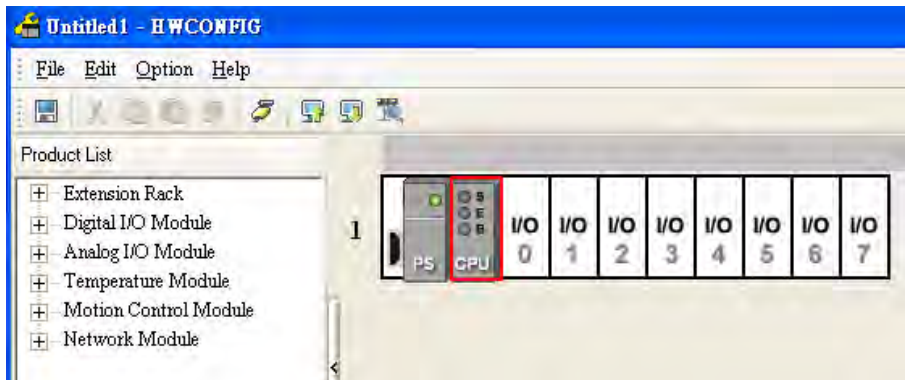 Untitled1 - HWCONFIG
File Edit Option Help
Product List
Extension Rack
Digital I/O Module
Analog I/O Module
Temperature Module
Motion Control Module
Network Module
1
PS
S
E
B
CPU
I/O I/O I/O I/O I/O I/O I/O I/O
0 1 2 3 4 5 6 7